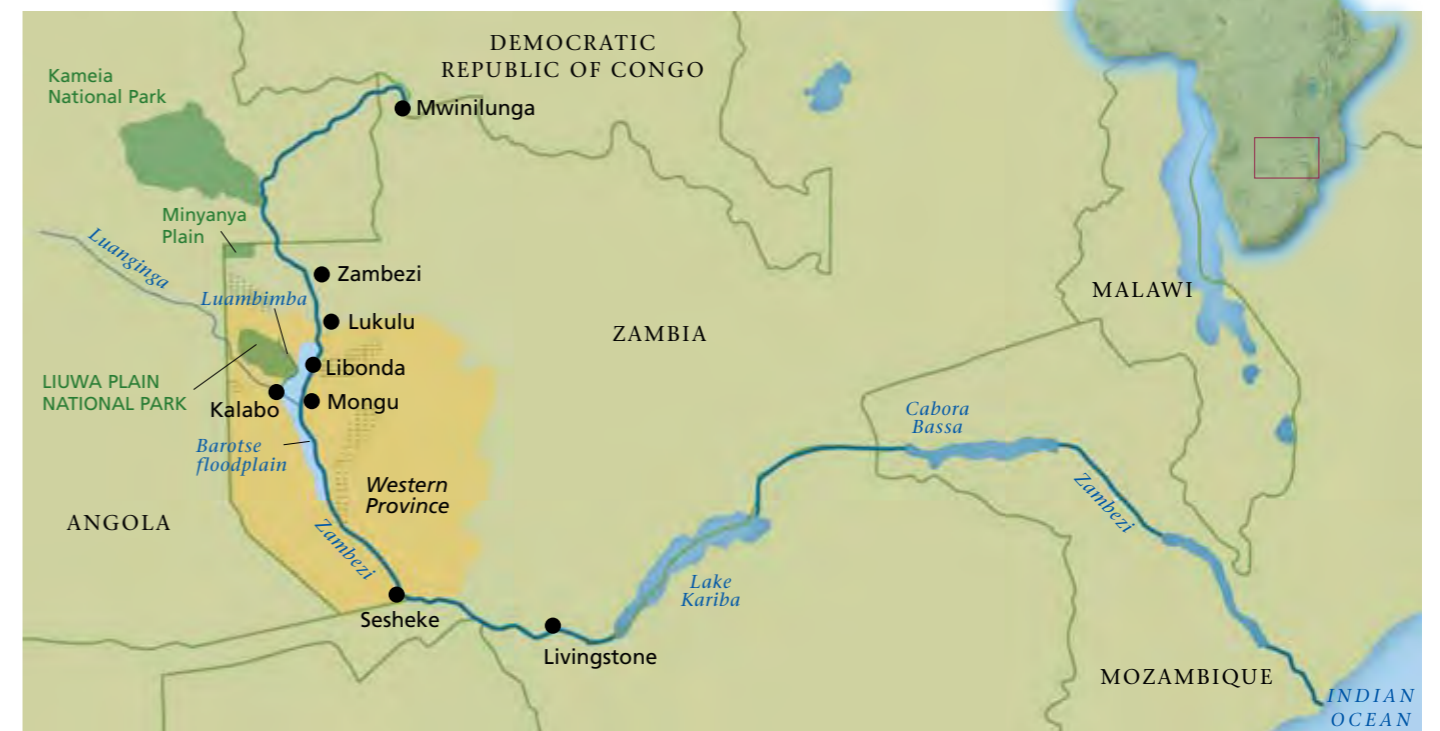 DEMOCRATIC
REPUBLIC OF CONGO
Kameia
National Park
Mwinilunga
Minyanya
Plain
Luanginga
Zambezi
Luambimba
MALAWI
Lukulu
ZAMBIA
Libonda
LIUWA PLAIN
NATIONAL PARK
Kalabo
Mongu
Cabora
Bassa
Barotse
floodplain
Western
Province
Zambezi
ANGOLA
Zambezi
Lake
Kariba
Sesheke
Livingstone
MOZAMBIQUE
INDIAN
OCEAN